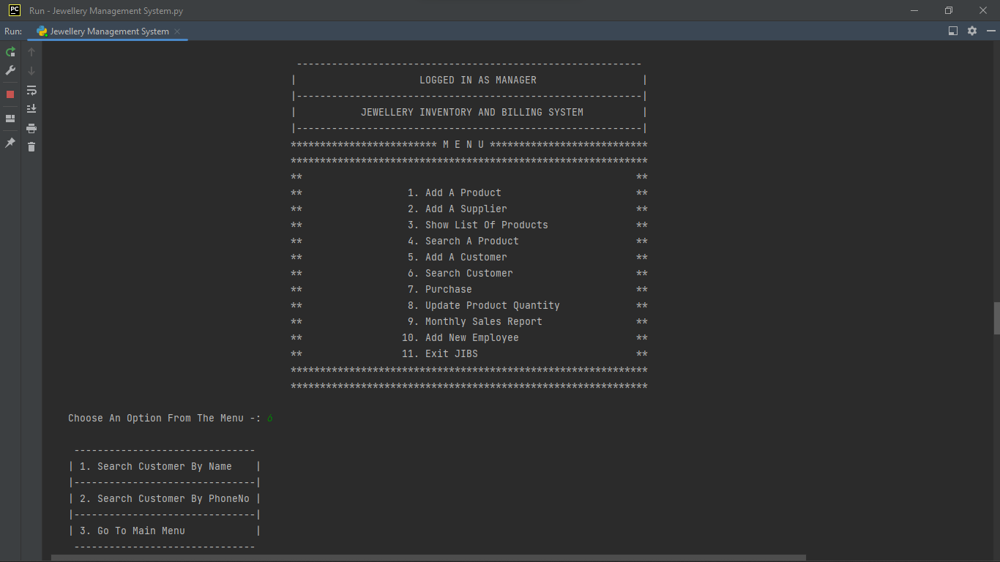 PC Run - Jewellery Management System.py
Run: Jewellery Management System
-----------------------------------------------------------
| LOGGED IN AS MANAGER |
|-----------------------------------------------------------|
| JEWELLERY INVENTORY AND BILLING SYSTEM |
|-----------------------------------------------------------|
************************* M E N U ***************************
*************************************************************
** **
** 1. Add A Product **
** 2. Add A Supplier **
** 3. Show List Of Products **
** 4. Search A Product **
** 5. Add A Customer **
** 6. Search Customer **
** 7. Purchase **
** 8. Update Product Quantity **
** 9. Monthly Sales Report **
** 10. Add New Employee **
** 11. Exit JIBS **
*************************************************************
*************************************************************
Choose An Option From The Menu -: 6
-------------------------------
| 1. Search Customer By Name |
|-------------------------------|
| 2. Search Customer By PhoneNo |
|-------------------------------|
| 3. Go To Main Menu |
-------------------------------